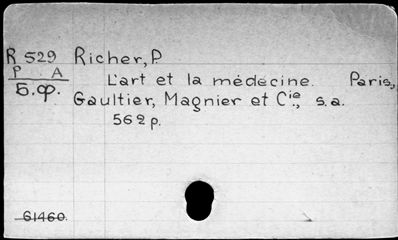 R 529 Richer, P
P A L'art et la médecine. Paris,
Б.ф. Gaultier, Magnier et Cie., s.a.
562 p.
61460.